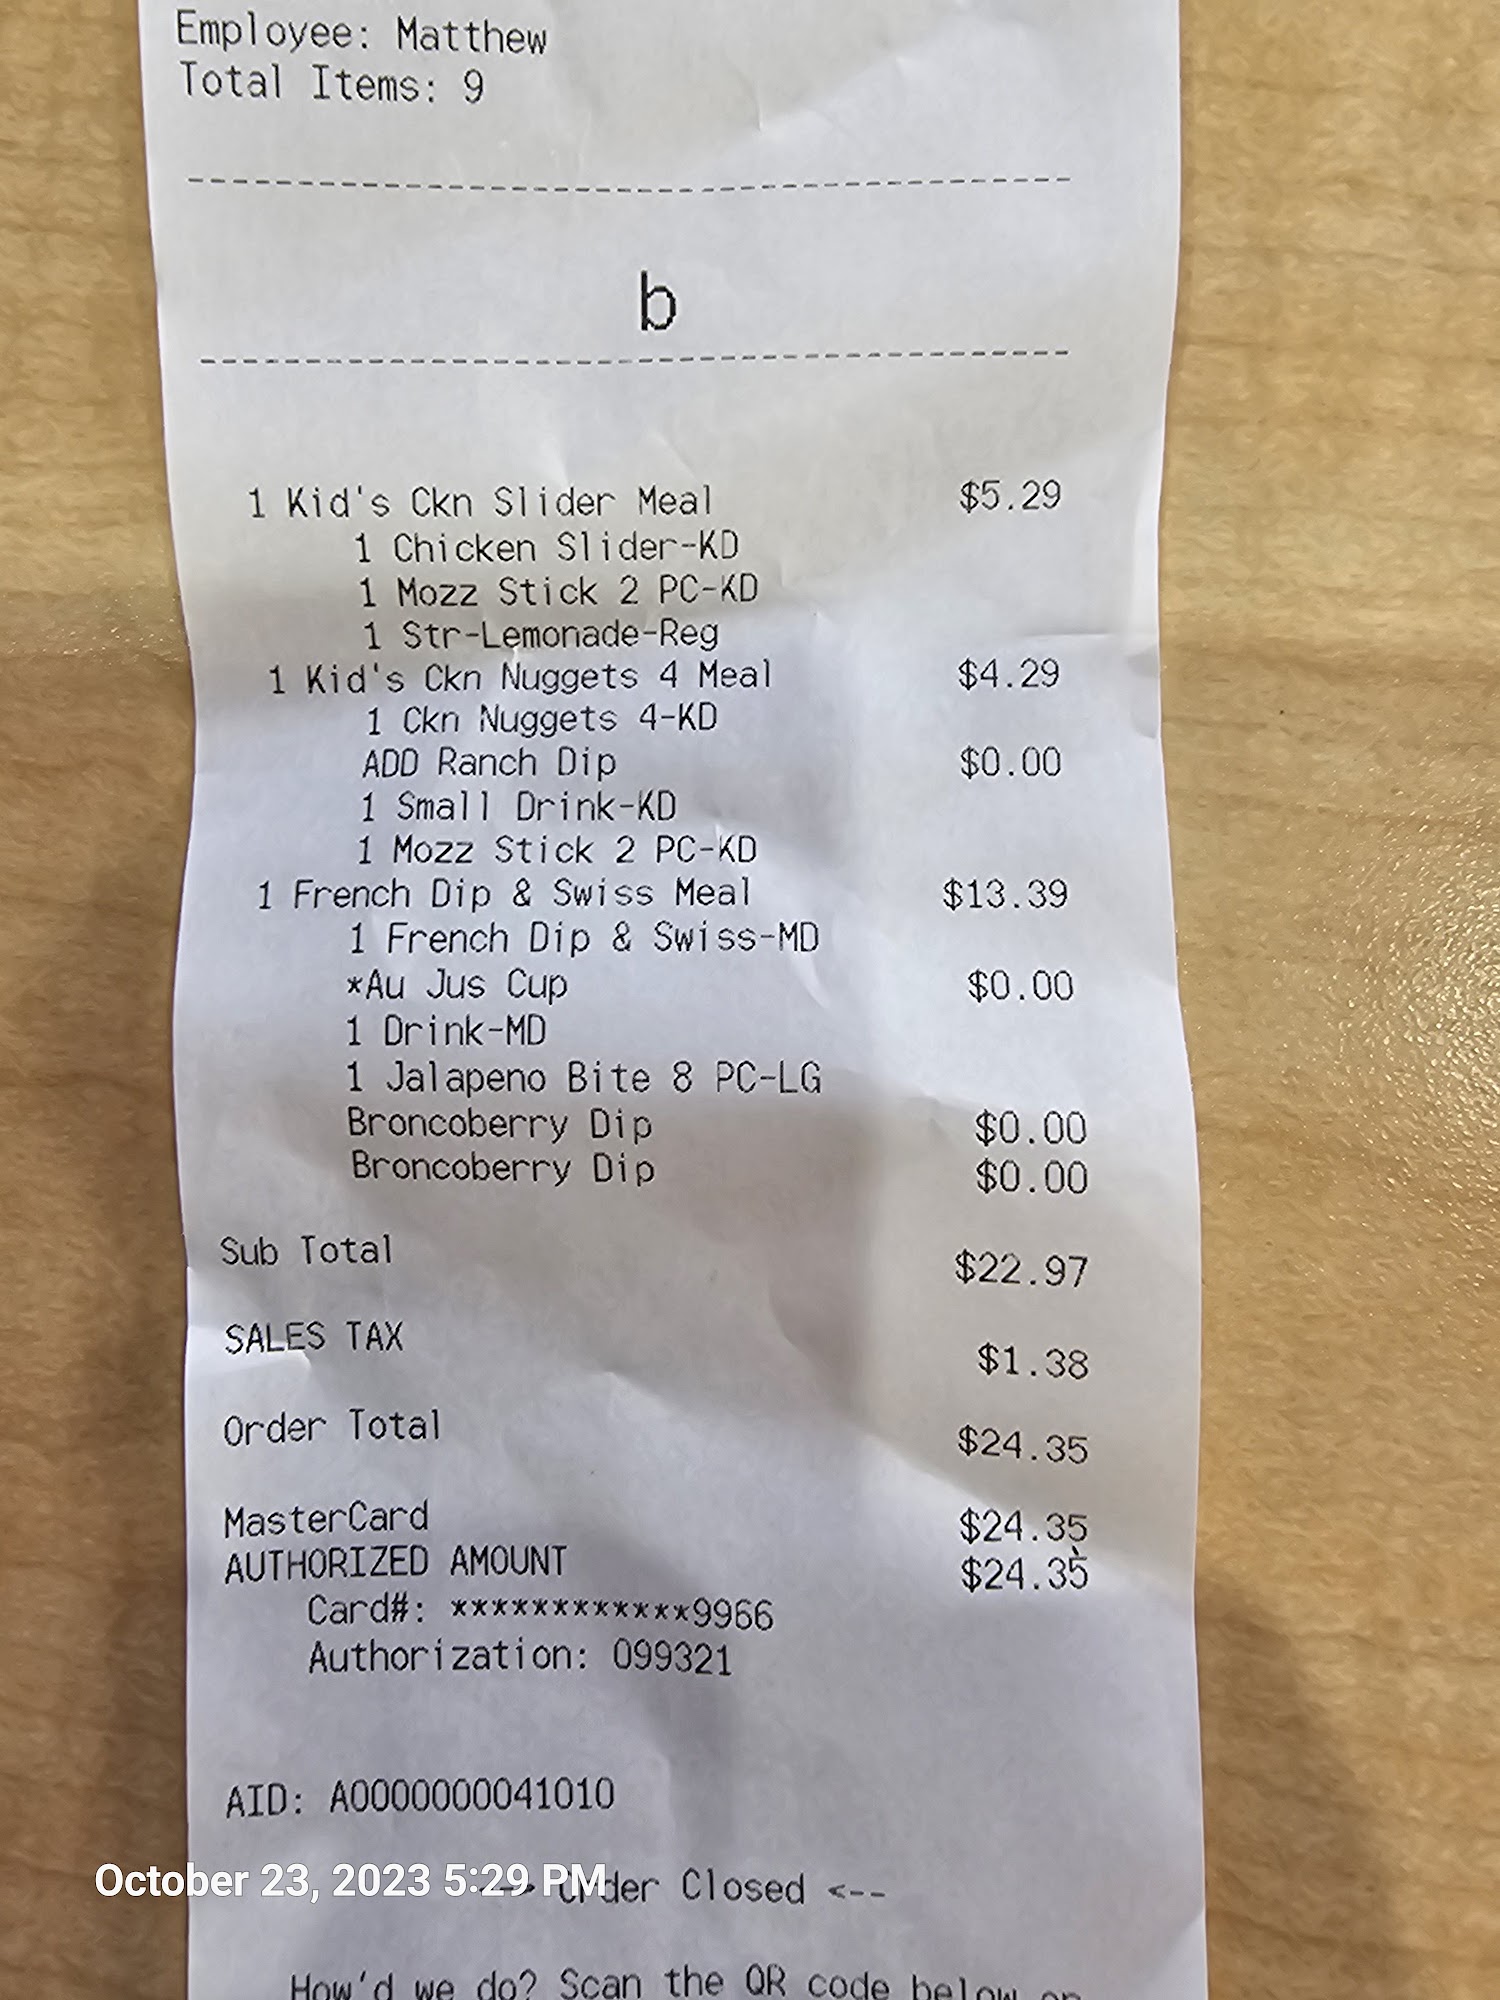 Employee: Matthew
Total Items: 9
b
1 Kid's Ckn Slider Meal $5.29
1 Chicken Slider-KD
1 Mozz Stick 2 PC-KD
1 Str-Lemonade-Reg
1 Kid's Ckn Nuggets 4 Meal $4.29
1 Ckn Nuggets 4-KD
ADD Ranch Dip $0.00
1 Small Drink-KD
1 Mozz Stick 2 PC-KD
1 French Dip & Swiss Meal $13.39
1 French Dip & Swiss-MD
*Au Jus Cup $0.00
1 Drink-MD
1 Jalapeno Bite 8 PC-LG
Broncoberry Dip $0.00
Broncoberry Dip $0.00
Sub Total $22.97
SALES TAX $1.38
Order Total $24.35
MasterCard $24.35
AUTHORIZED AMOUNT $24.35
Card#: ************9966
Authorization: 099321
AID: A0000000041010
October 23, 2023 5:29 PM
--> Order Closed <--
How'd we do? Scan the QR code below or